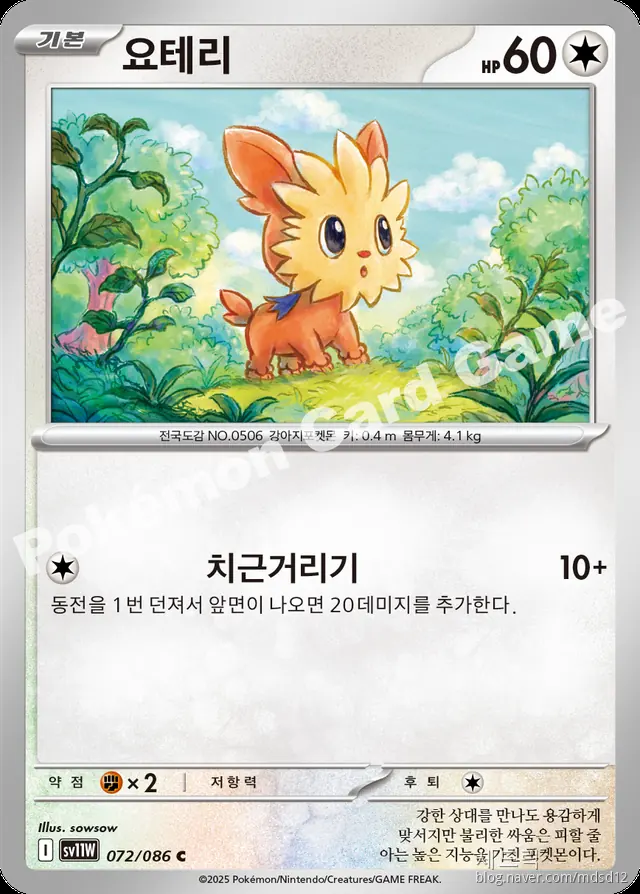 기본 요테리 HP 60
전국도감 NO.0506 강아지포켓몬 키: 0.4 m 몸무게: 4.1 kg
Pokémon Card Game
치근거리기 10+
동전을 1번 던져서 앞면이 나오면 20데미지를 추가한다.
약점 ×2 저항력 후퇴
Illus. sowsow
강한 상대를 만나도 용감하게
맞서지만 불리한 싸움은 피할 줄
아는 높은 지능을 가진 포켓몬이다.
I sv11W 072/086 C
©2025 Pokémon/Nintendo/Creatures/GAME FREAK.
blog.naver.com/mdsd12